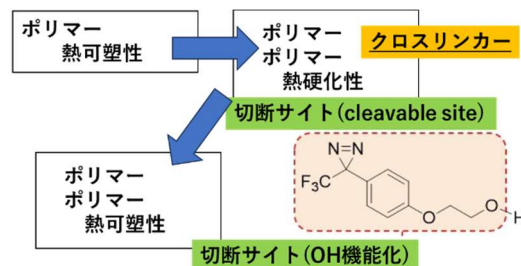 ポリマー
熱可塑性
ポリマー
ポリマー
熱硬化性
クロスリンカー
切断サイト(cleavable site)
ポリマー
ポリマー
熱可塑性
N=N
F₃C
O
O
H
切断サイト(OH機能化)